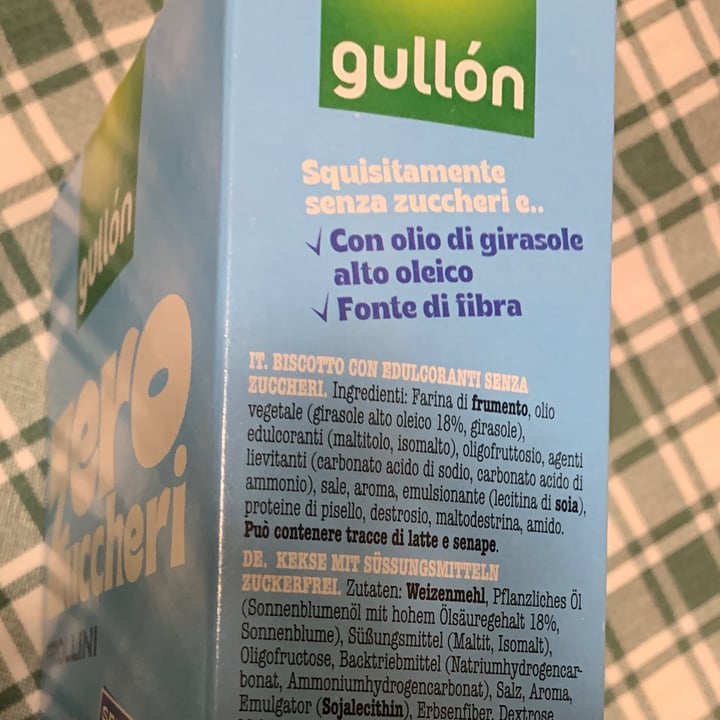 gullón
Squisitamente
senza zuccheri e..
✓ Con olio di girasole
alto oleico
✓ Fonte di fibra
IT. BISCOTTO CON EDULCORANTI SENZA
ZUCCHERI. Ingredienti: Farina di frumento, olio
vegetale (girasole alto oleico 18%, girasole),
edulcoranti (maltitolo, isomalto), oligofruttosio, agenti
lievitanti (carbonato acido di sodio, carbonato acido di
ammonio), sale, aroma, emulsionante (lecitina di soia),
proteine di pisello, destrosio, maltodestrina, amido.
Può contenere tracce di latte e senape.
DE. KEKSE MIT SÜSSUNGSMITTELN
ZUCKERFREI. Zutaten: Weizenmehl, Pflanzliches Öl
(Sonnenblumenöl mit hohem Ölsäuregehalt 18%,
Sonnenblume), Süßungsmittel (Maltit, Isomalt),
Oligofructose, Backtriebmittel (Natriumhydrogencar-
bonat, Ammoniumhydrogencarbonat), Salz, Aroma,
Emulgator (Sojalecithin), Erbsenfiber, Dextrose
gullón
zero
zuccheri